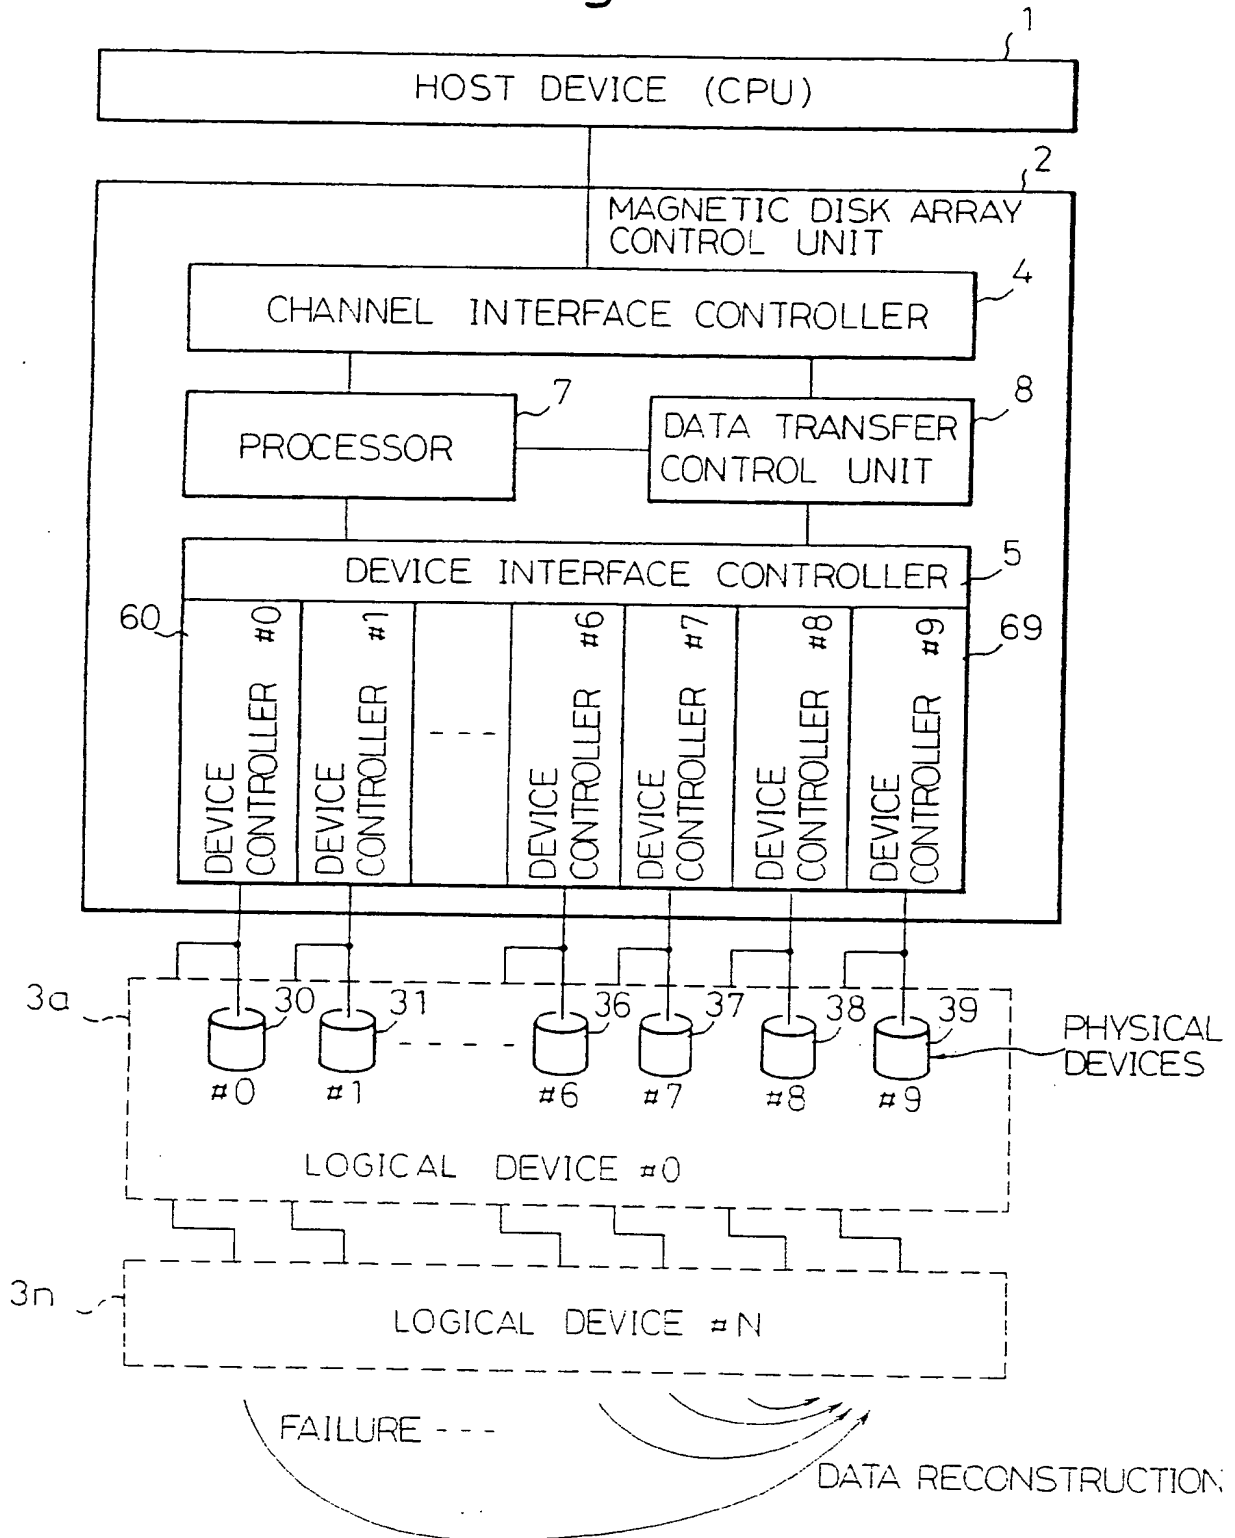 1
HOST DEVICE (CPU)
2
MAGNETIC DISK ARRAY
CONTROL UNIT
4
CHANNEL INTERFACE CONTROLLER
7
8
PROCESSOR
DATA TRANSFER
CONTROL UNIT
5
DEVICE INTERFACE CONTROLLER
60
69
DEVICE
CONTROLLER #0
DEVICE
CONTROLLER #1
DEVICE
CONTROLLER #6
DEVICE
CONTROLLER #7
DEVICE
CONTROLLER #8
DEVICE
CONTROLLER #9
3a
30 31 36 37 38 39
PHYSICAL
DEVICES
#0 #1 #6 #7 #8 #9
LOGICAL DEVICE #0
3n
LOGICAL DEVICE #N
FAILURE ---
DATA RECONSTRUCTION